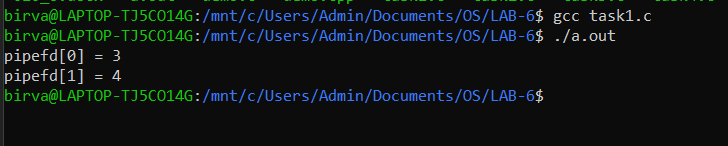 birva@LAPTOP-TJ5CO14G:/mnt/c/Users/Admin/Documents/OS/LAB-6$ gcc task1.c
birva@LAPTOP-TJ5CO14G:/mnt/c/Users/Admin/Documents/OS/LAB-6$ ./a.out
pipefd[0] = 3
pipefd[1] = 4
birva@LAPTOP-TJ5CO14G:/mnt/c/Users/Admin/Documents/OS/LAB-6$